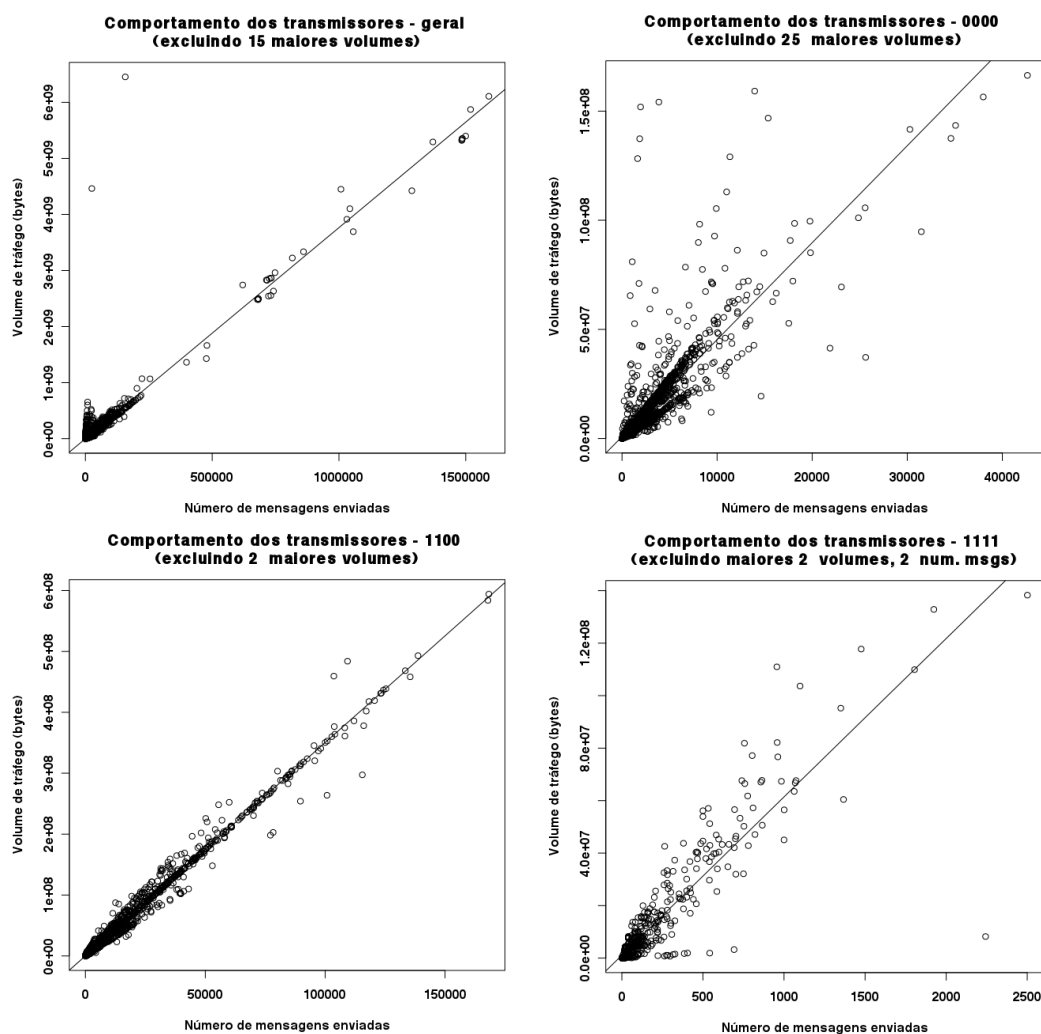 Comportamento dos transmissores - geral
(excluindo 15 maiores volumes)
Volume de tráfego (bytes)
0e+00 1e+09 2e+09 3e+09 4e+09 5e+09 6e+09
0 500000 1000000 1500000
Número de mensagens enviadas
Comportamento dos transmissores - 0000
(excluindo 25 maiores volumes)
Volume de tráfego (bytes)
0.0e+00 5.0e+07 1.0e+08 1.5e+08
0 10000 20000 30000 40000
Número de mensagens enviadas
Comportamento dos transmissores - 1100
(excluindo 2 maiores volumes)
Volume de tráfego (bytes)
0e+00 1e+08 2e+08 3e+08 4e+08 5e+08 6e+08
0 50000 100000 150000
Número de mensagens enviadas
Comportamento dos transmissores - 1111
(excluindo maiores 2 volumes, 2 num. msgs)
Volume de tráfego (bytes)
0.0e+00 4.0e+07 8.0e+07 1.2e+08
0 500 1000 1500 2000 2500
Número de mensagens enviadas